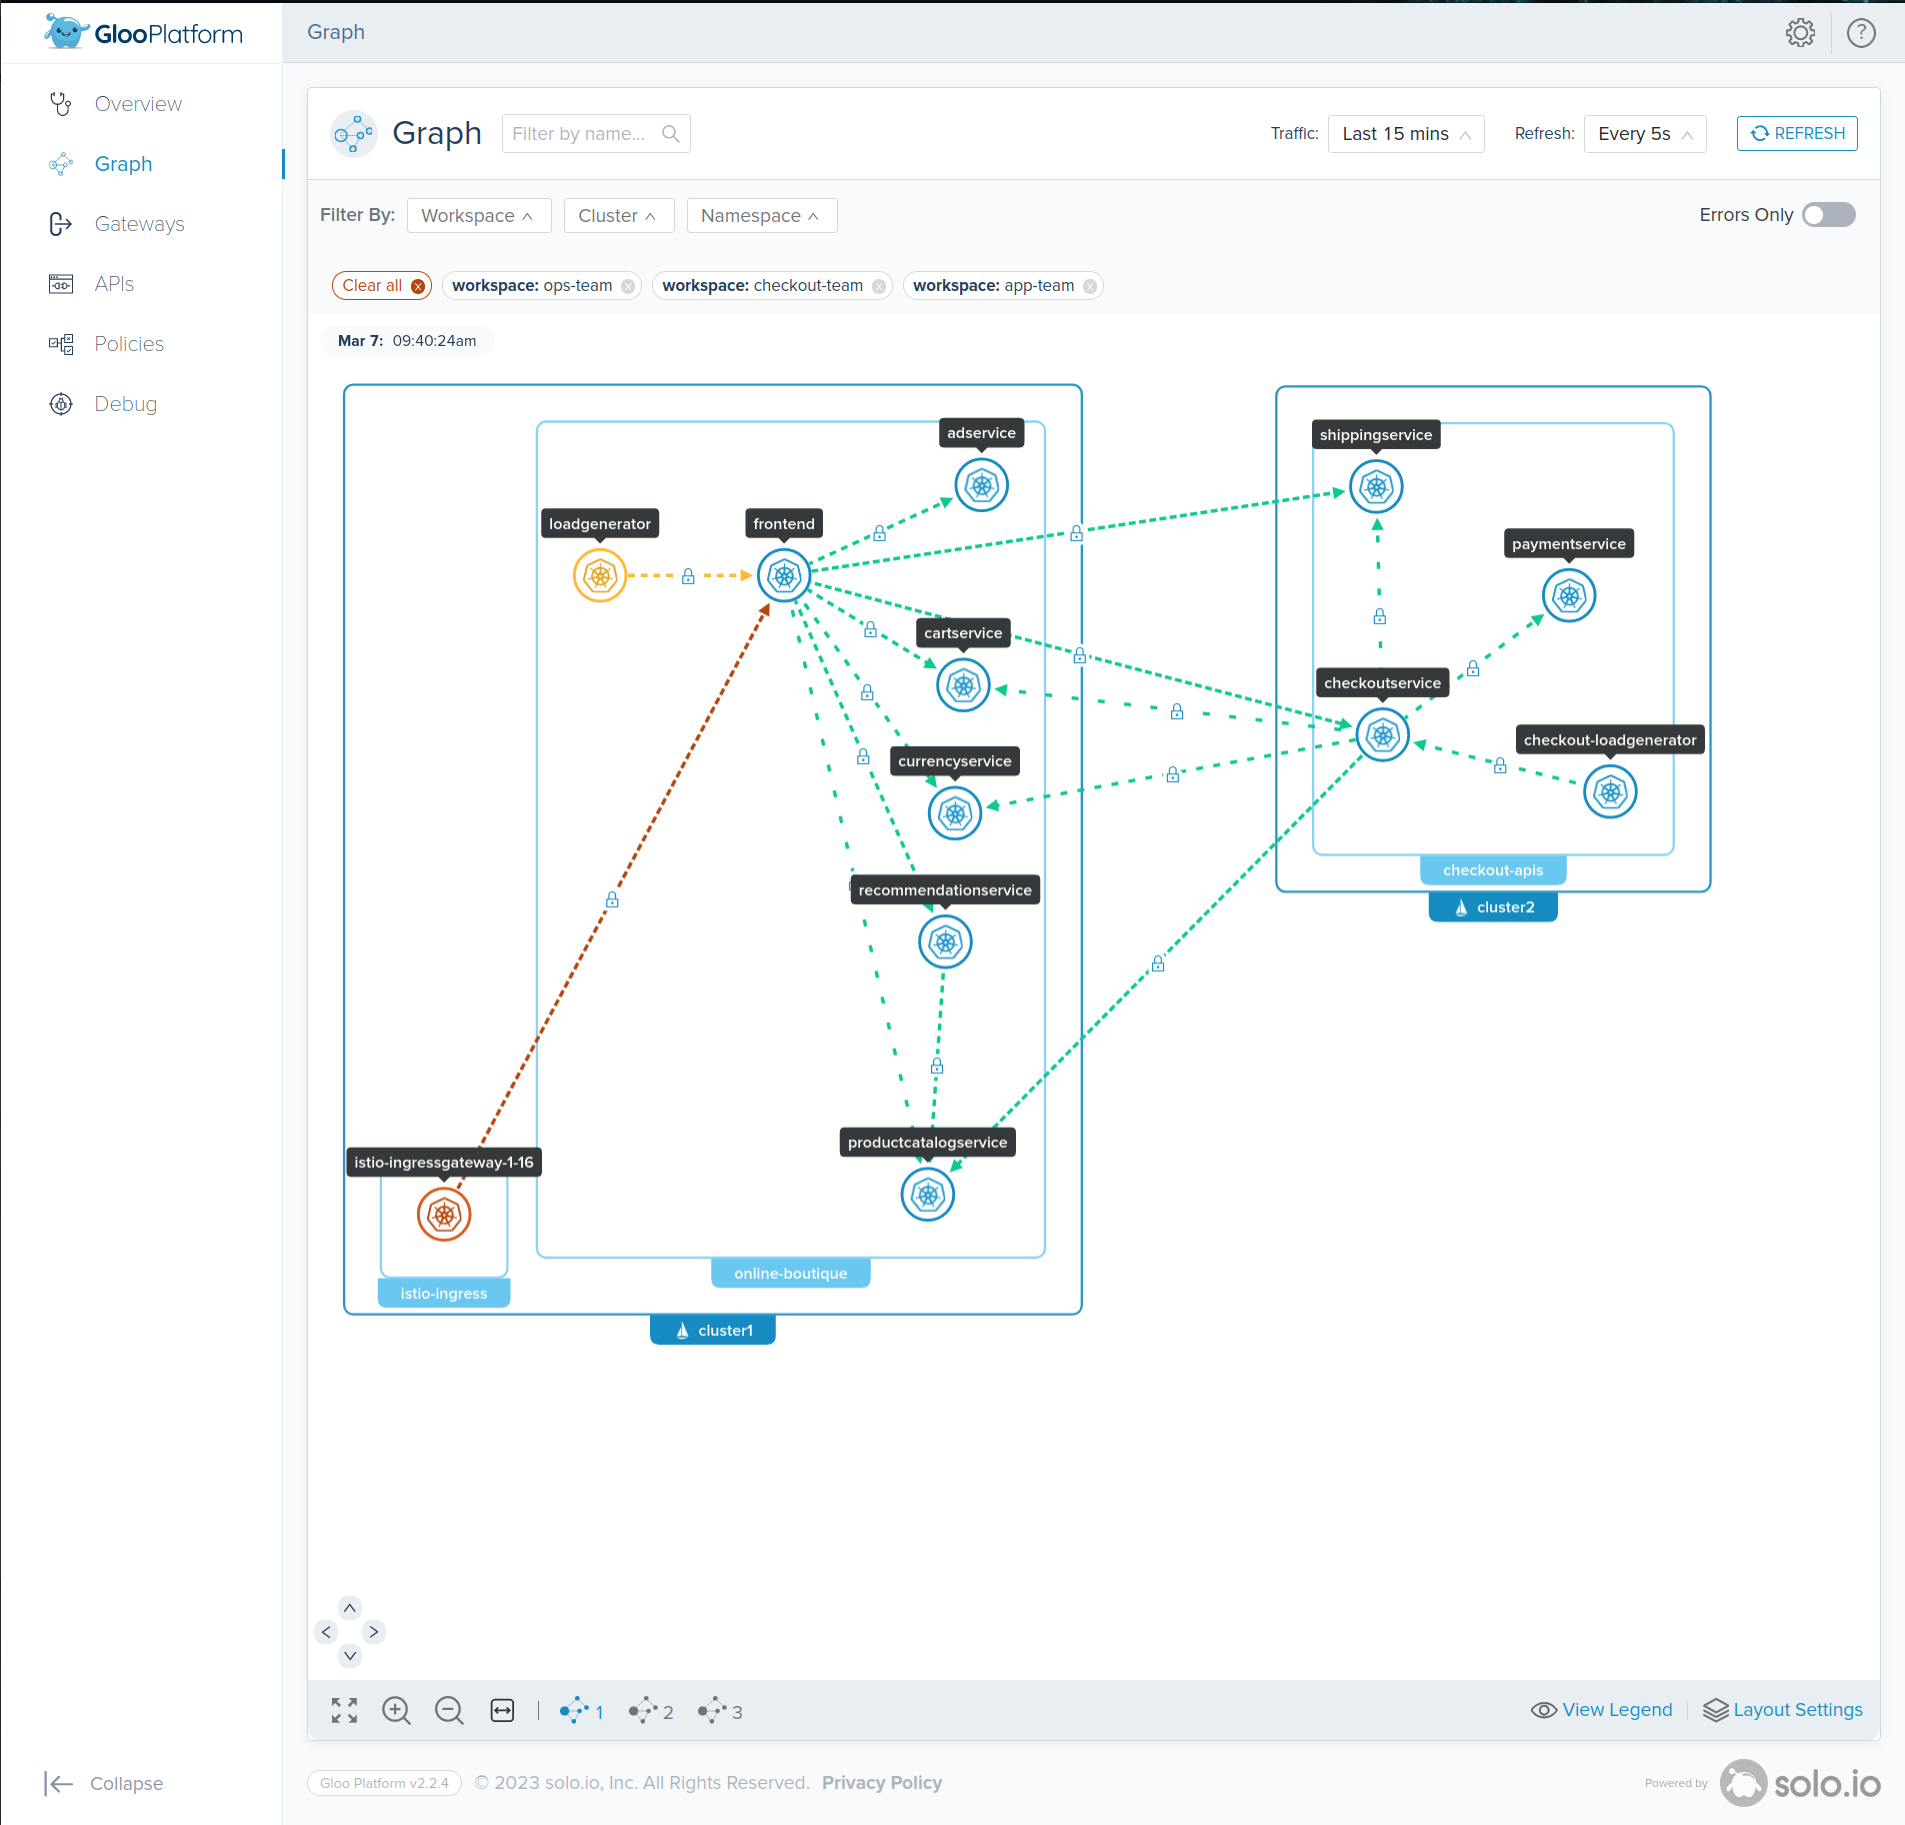 GlooPlatform
Graph
Overview
Graph
Gateways
APIs
Policies
Debug
Graph
Filter by name...
Traffic: Last 15 mins
Refresh: Every 5s
REFRESH
Filter By: Workspace Cluster Namespace
Errors Only
Clear all
workspace: ops-team
workspace: checkout-team
workspace: app-team
Mar 7: 09:40:24am
adservice
shippingservice
loadgenerator
frontend
paymentservice
cartservice
checkoutservice
checkout-loadgenerator
currencyservice
checkout-apis
recommendationservice
cluster2
productcatalogservice
istio-ingressgateway-1-16
online-boutique
istio-ingress
cluster1
1
2
3
View Legend
Layout Settings
Collapse
Gloo Platform v2.2.4
© 2023 solo.io, Inc. All Rights Reserved. Privacy Policy
Powered by
solo.io